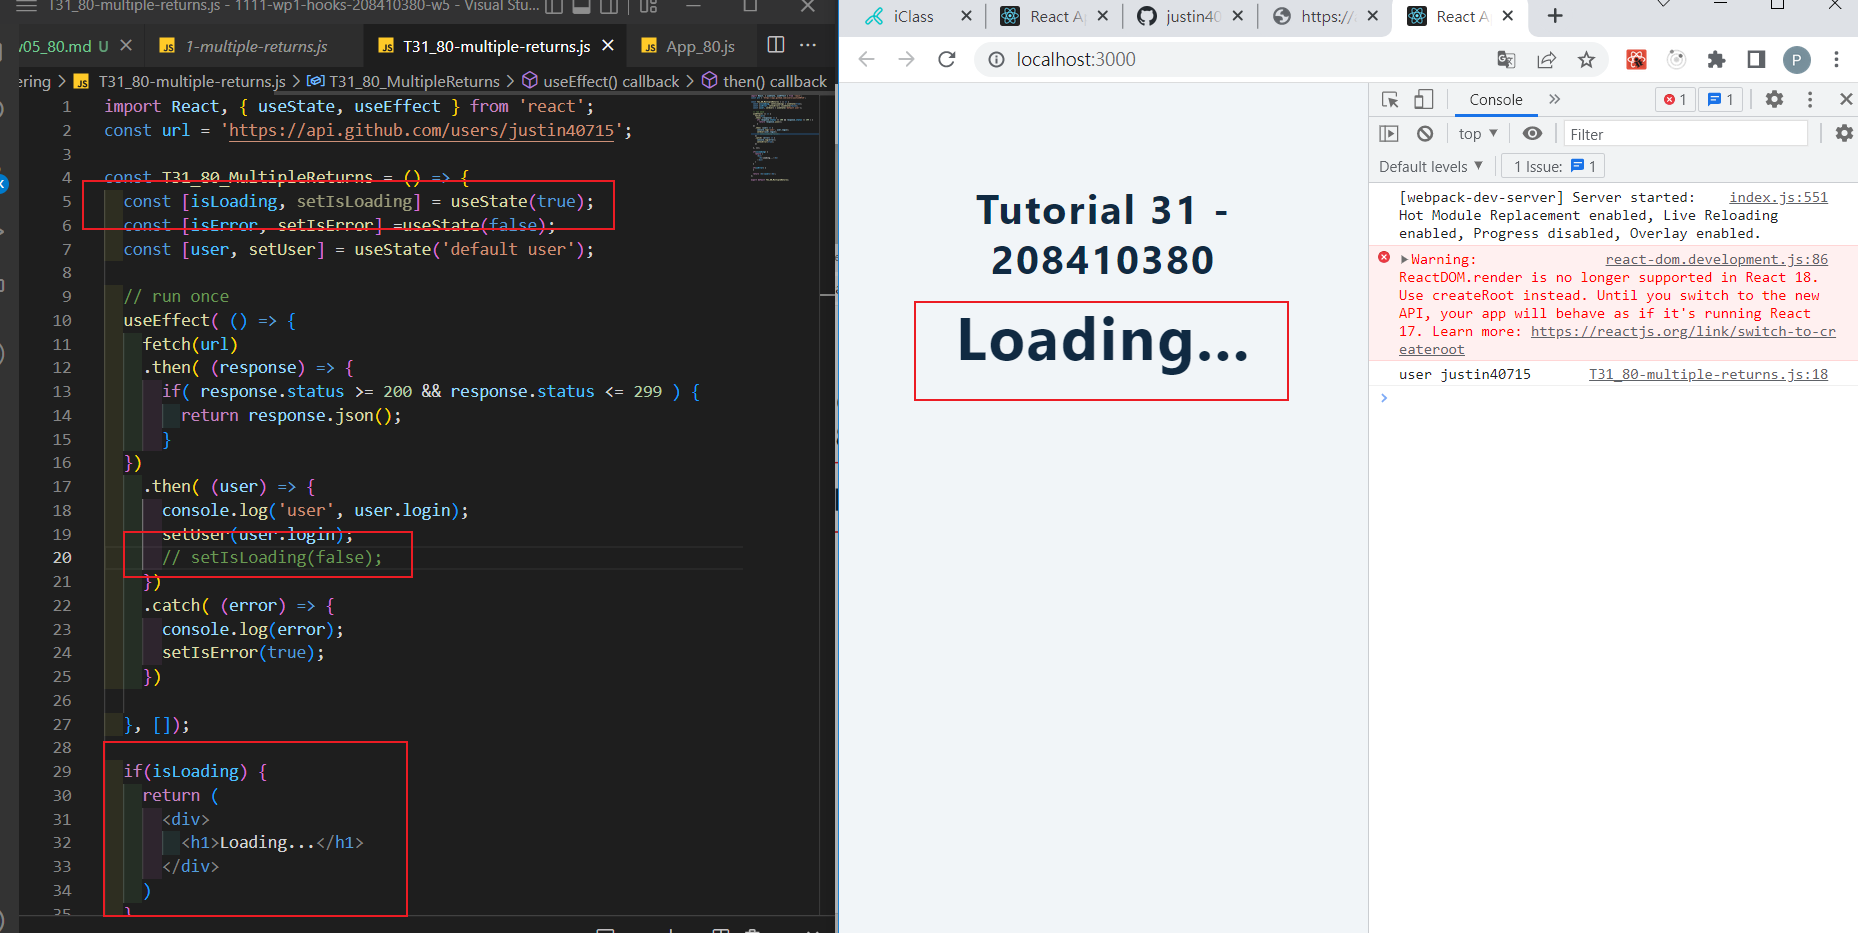 T31_80-multiple-returns.js - 1111-wp1-hooks-208410380-w5 - Visual Stu...
v05_80.md U
1-multiple-returns.js
T31_80-multiple-returns.js
App_80.js
ering > T31_80-multiple-returns.js > T31_80_MultipleReturns > useEffect() callback > then() callback
1 import React, { useState, useEffect } from 'react';
2 const url = 'https://api.github.com/users/justin40715';
3
4 const T31_80_MultipleReturns = () => {
5 const [isLoading, setIsLoading] = useState(true);
6 const [isError, setIsError] =useState(false);
7 const [user, setUser] = useState('default user');
8
9 // run once
10 useEffect( () => {
11 fetch(url)
12 .then( (response) => {
13 if( response.status >= 200 && response.status <= 299 ) {
14 return response.json();
15 }
16 })
17 .then( (user) => {
18 console.log('user', user.login);
19 setUser(user.login);
20 // setIsLoading(false);
21 })
22 .catch( (error) => {
23 console.log(error);
24 setIsError(true);
25 })
26
27 }, []);
28
29 if(isLoading) {
30 return (
31 <div>
32 <h1>Loading...</h1>
33 </div>
34 )
35 }
iClass
React A
justin40
https://
React A
localhost:3000
P
Tutorial 31 -
208410380
Loading...
Console
1
1
top
Filter
Default levels
1 Issue: 1
[webpack-dev-server] Server started: index.js:551
Hot Module Replacement enabled, Live Reloading
enabled, Progress disabled, Overlay enabled.
Warning: react-dom.development.js:86
ReactDOM.render is no longer supported in React 18.
Use createRoot instead. Until you switch to the new
API, your app will behave as if it's running React
17. Learn more: https://reactjs.org/link/switch-to-cr
eateroot
user justin40715 T31_80-multiple-returns.js:18